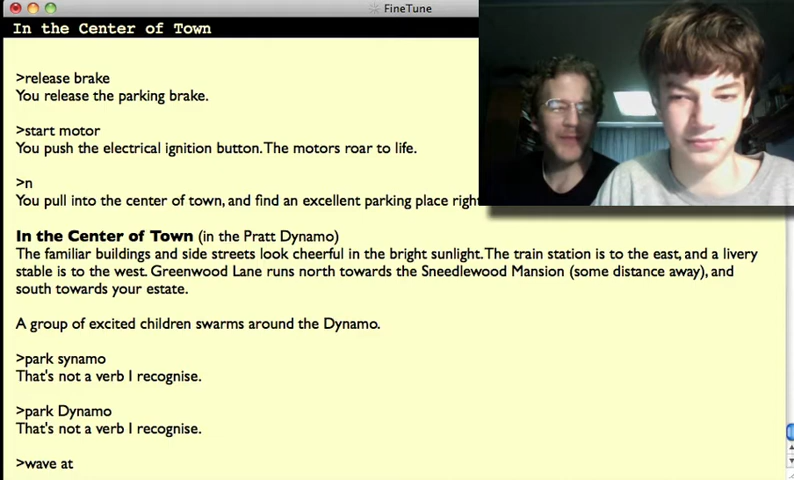 FineTune
In the Center of Town
>release brake
You release the parking brake.
>start motor
You push the electrical ignition button. The motors roar to life.
>n
You pull into the center of town, and find an excellent parking place right
In the Center of Town (in the Pratt Dynamo)
The familiar buildings and side streets look cheerful in the bright sunlight. The train station is to the east, and a livery
stable is to the west. Greenwood Lane runs north towards the Sneedlewood Mansion (some distance away), and
south towards your estate.
A group of excited children swarms around the Dynamo.
>park synamo
That's not a verb I recognise.
>park Dynamo
That's not a verb I recognise.
>wave at